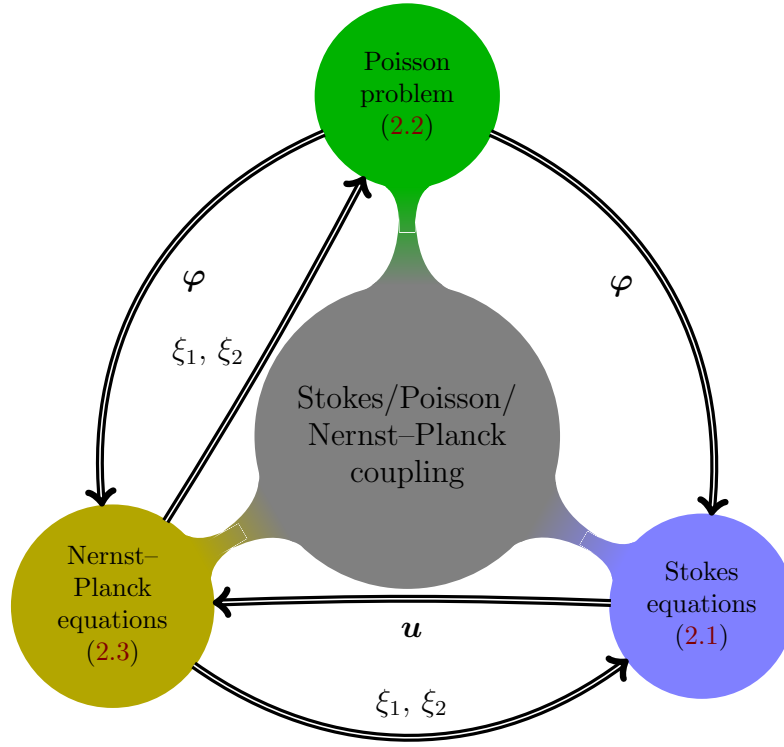 Poisson
problem
(2.2)
φ
φ
ξ₁, ξ₂
Stokes/Poisson/
Nernst–Planck
coupling
Nernst–
Planck
equations
(2.3)
Stokes
equations
(2.1)
u
ξ₁, ξ₂